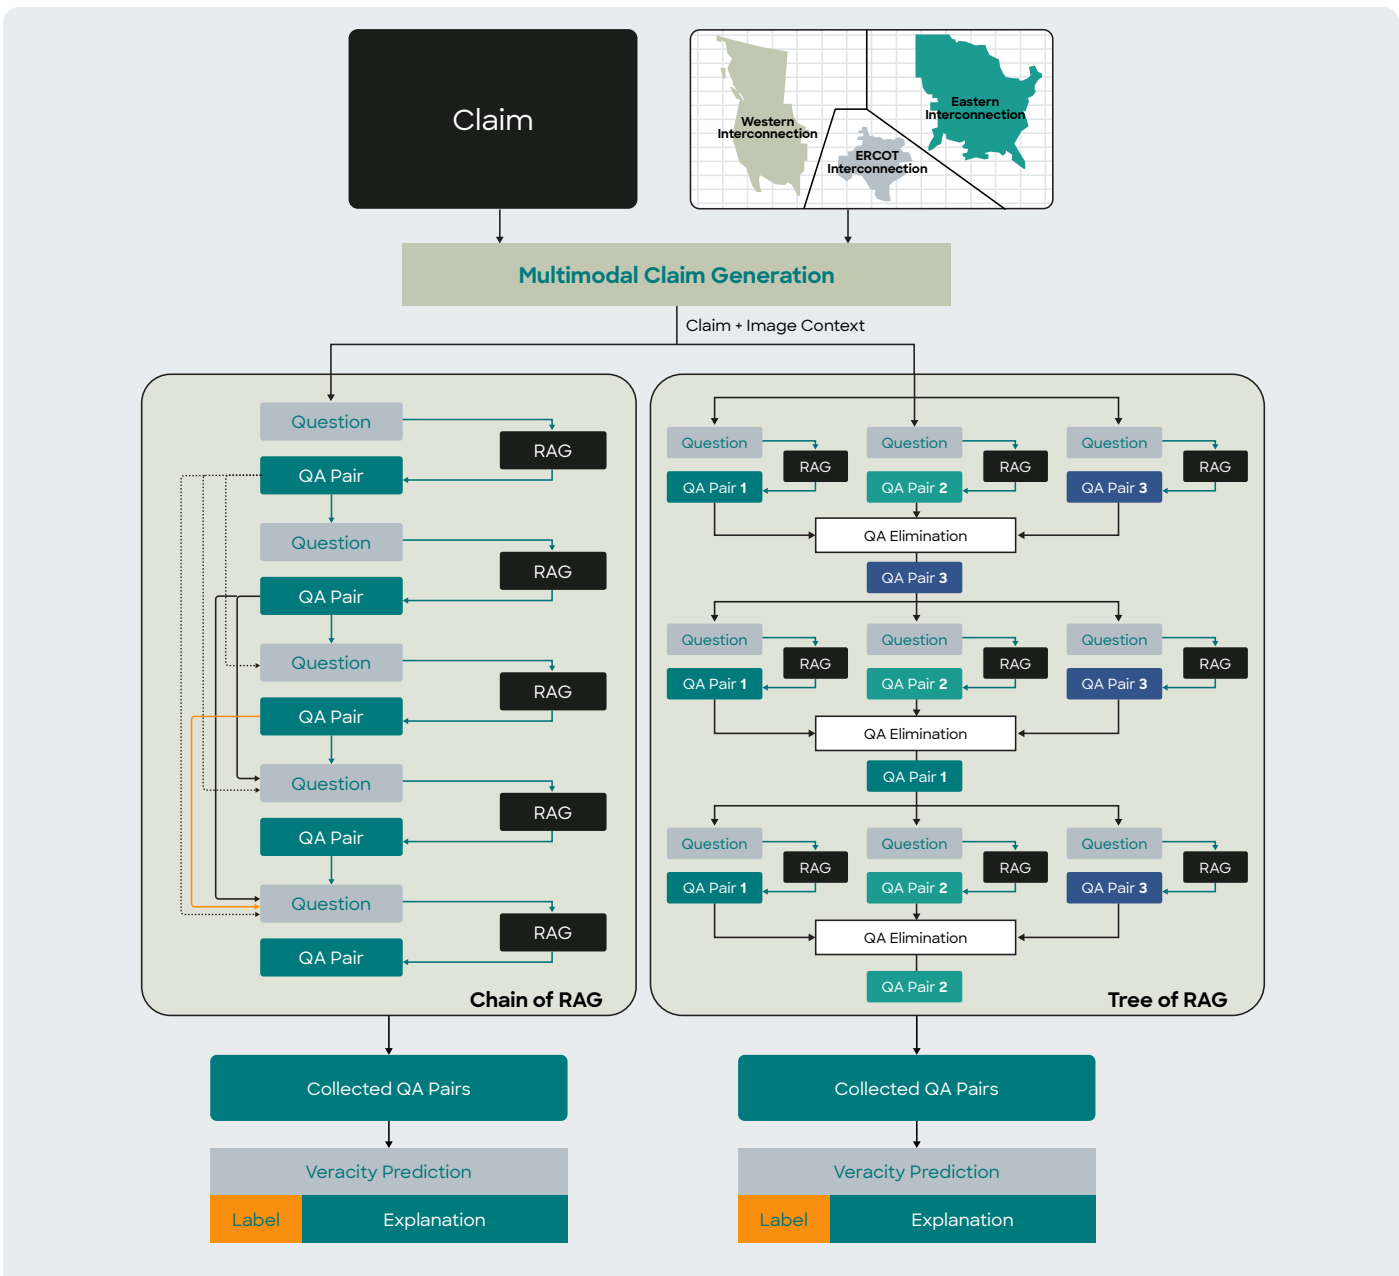 Claim
Western
Interconnection
ERCOT
Interconnection
Eastern
Interconnection
Multimodal Claim Generation
Claim + Image Context
Question
RAG
QA Pair
Question
RAG
QA Pair
Question
RAG
QA Pair
Question
RAG
QA Pair
Question
RAG
QA Pair
Chain of RAG
Question
RAG
QA Pair 1
Question
RAG
QA Pair 2
Question
RAG
QA Pair 3
QA Elimination
QA Pair 3
Question
RAG
QA Pair 1
Question
RAG
QA Pair 2
Question
RAG
QA Pair 3
QA Elimination
QA Pair 1
Question
RAG
QA Pair 1
Question
RAG
QA Pair 2
Question
RAG
QA Pair 3
QA Elimination
QA Pair 2
Tree of RAG
Collected QA Pairs
Veracity Prediction
Label
Explanation
Collected QA Pairs
Veracity Prediction
Label
Explanation